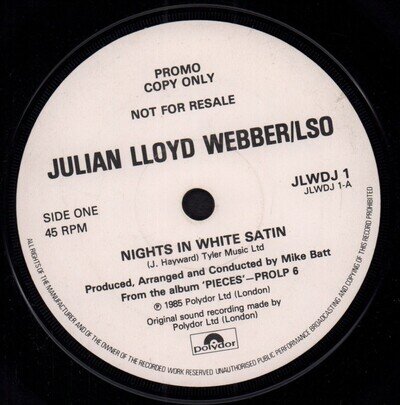 PROMO
COPY ONLY
NOT FOR RESALE
JULIAN LLOYD WEBBER/LSO
JLWDJ 1
JLWDJ 1-A
SIDE ONE
45 RPM
NIGHTS IN WHITE SATIN
(J. Hayward) Tyler Music Ltd
Produced, Arranged and Conducted by Mike Batt
From the album 'PIECES'—PROLP 6
℗ 1985 Polydor Ltd (London)
Original sound recording made by
Polydor Ltd (London)
polydor
ALL RIGHTS OF THE MANUFACTURER AND OF THE OWNER OF THE RECORDED WORK RESERVED UNAUTHORISED PUBLIC PERFORMANCE BROADCASTING AND COPYING OF THIS RECORD PROHIBITED